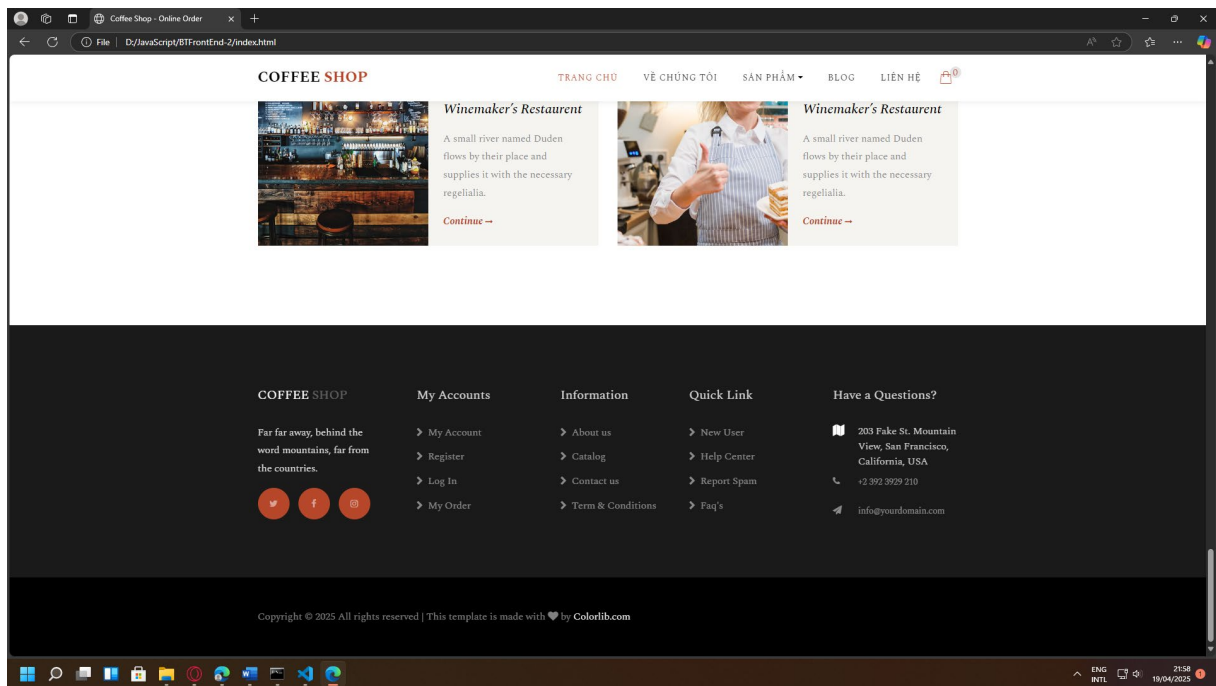 Coffee Shop - Online Order
File
D:/JavaScript/BTFrontEnd-2/index.html
COFFEE SHOP
TRANG CHỦ
VỀ CHÚNG TÔI
SẢN PHẨM
BLOG
LIÊN HỆ
0
Winemaker's Restaurent
A small river named Duden
flows by their place and
supplies it with the necessary
regelialia.
Continue →
Winemaker's Restaurent
A small river named Duden
flows by their place and
supplies it with the necessary
regelialia.
Continue →
COFFEE SHOP
Far far away, behind the
word mountains, far from
the countries.
My Accounts
My Account
Register
Log In
My Order
Information
About us
Catalog
Contact us
Term & Conditions
Quick Link
New User
Help Center
Report Spam
Faq's
Have a Questions?
203 Fake St. Mountain
View, San Francisco,
California, USA
+2 392 3929 210
info@yourdomain.com
Copyright © 2025 All rights reserved | This template is made with ♥ by Colorlib.com
ENG
INTL
21:58
19/04/2025
1